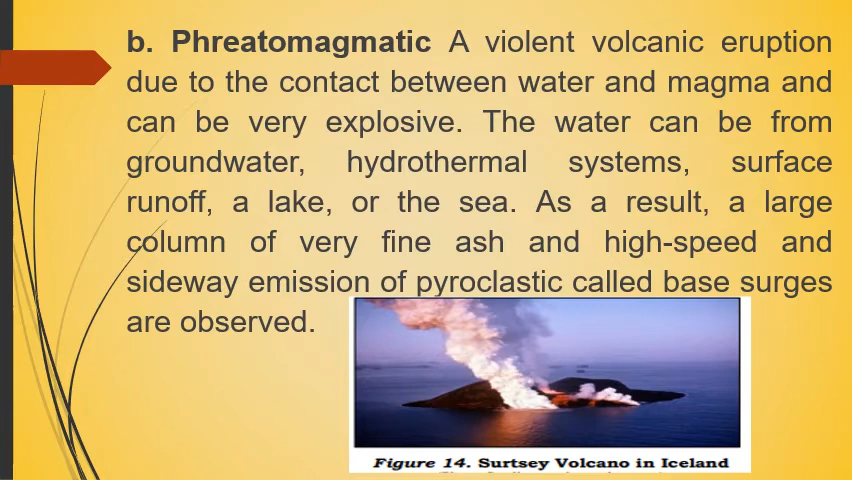 b. Phreatomagmatic A violent volcanic eruption
due to the contact between water and magma and
can be very explosive. The water can be from
groundwater, hydrothermal systems, surface
runoff, a lake, or the sea. As a result, a large
column of very fine ash and high-speed and
sideway emission of pyroclastic called base surges
are observed.
Figure 14. Surtsey Volcano in Iceland